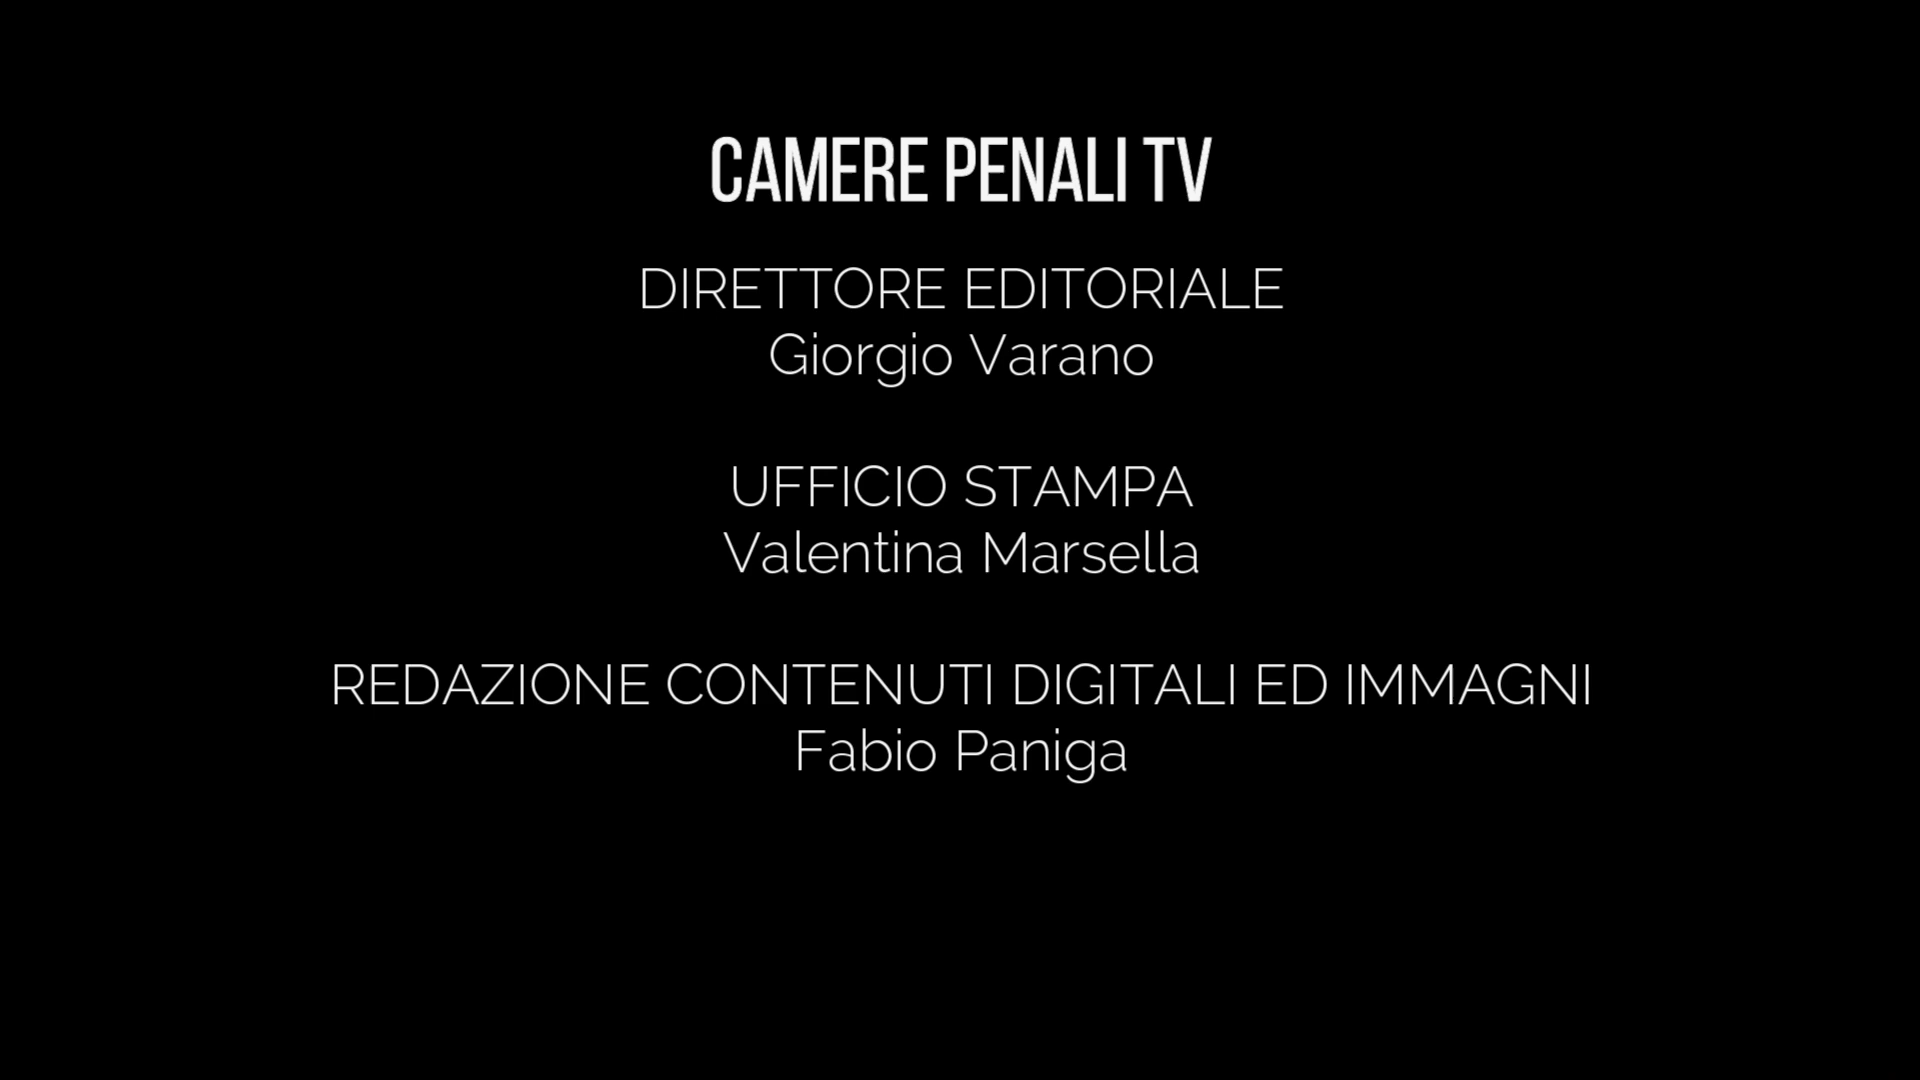 CAMERE PENALI TV
DIRETTORE EDITORIALE
Giorgio Varano
UFFICIO STAMPA
Valentina Marsella
REDAZIONE CONTENUTI DIGITALI ED IMMAGNI
Fabio Paniga